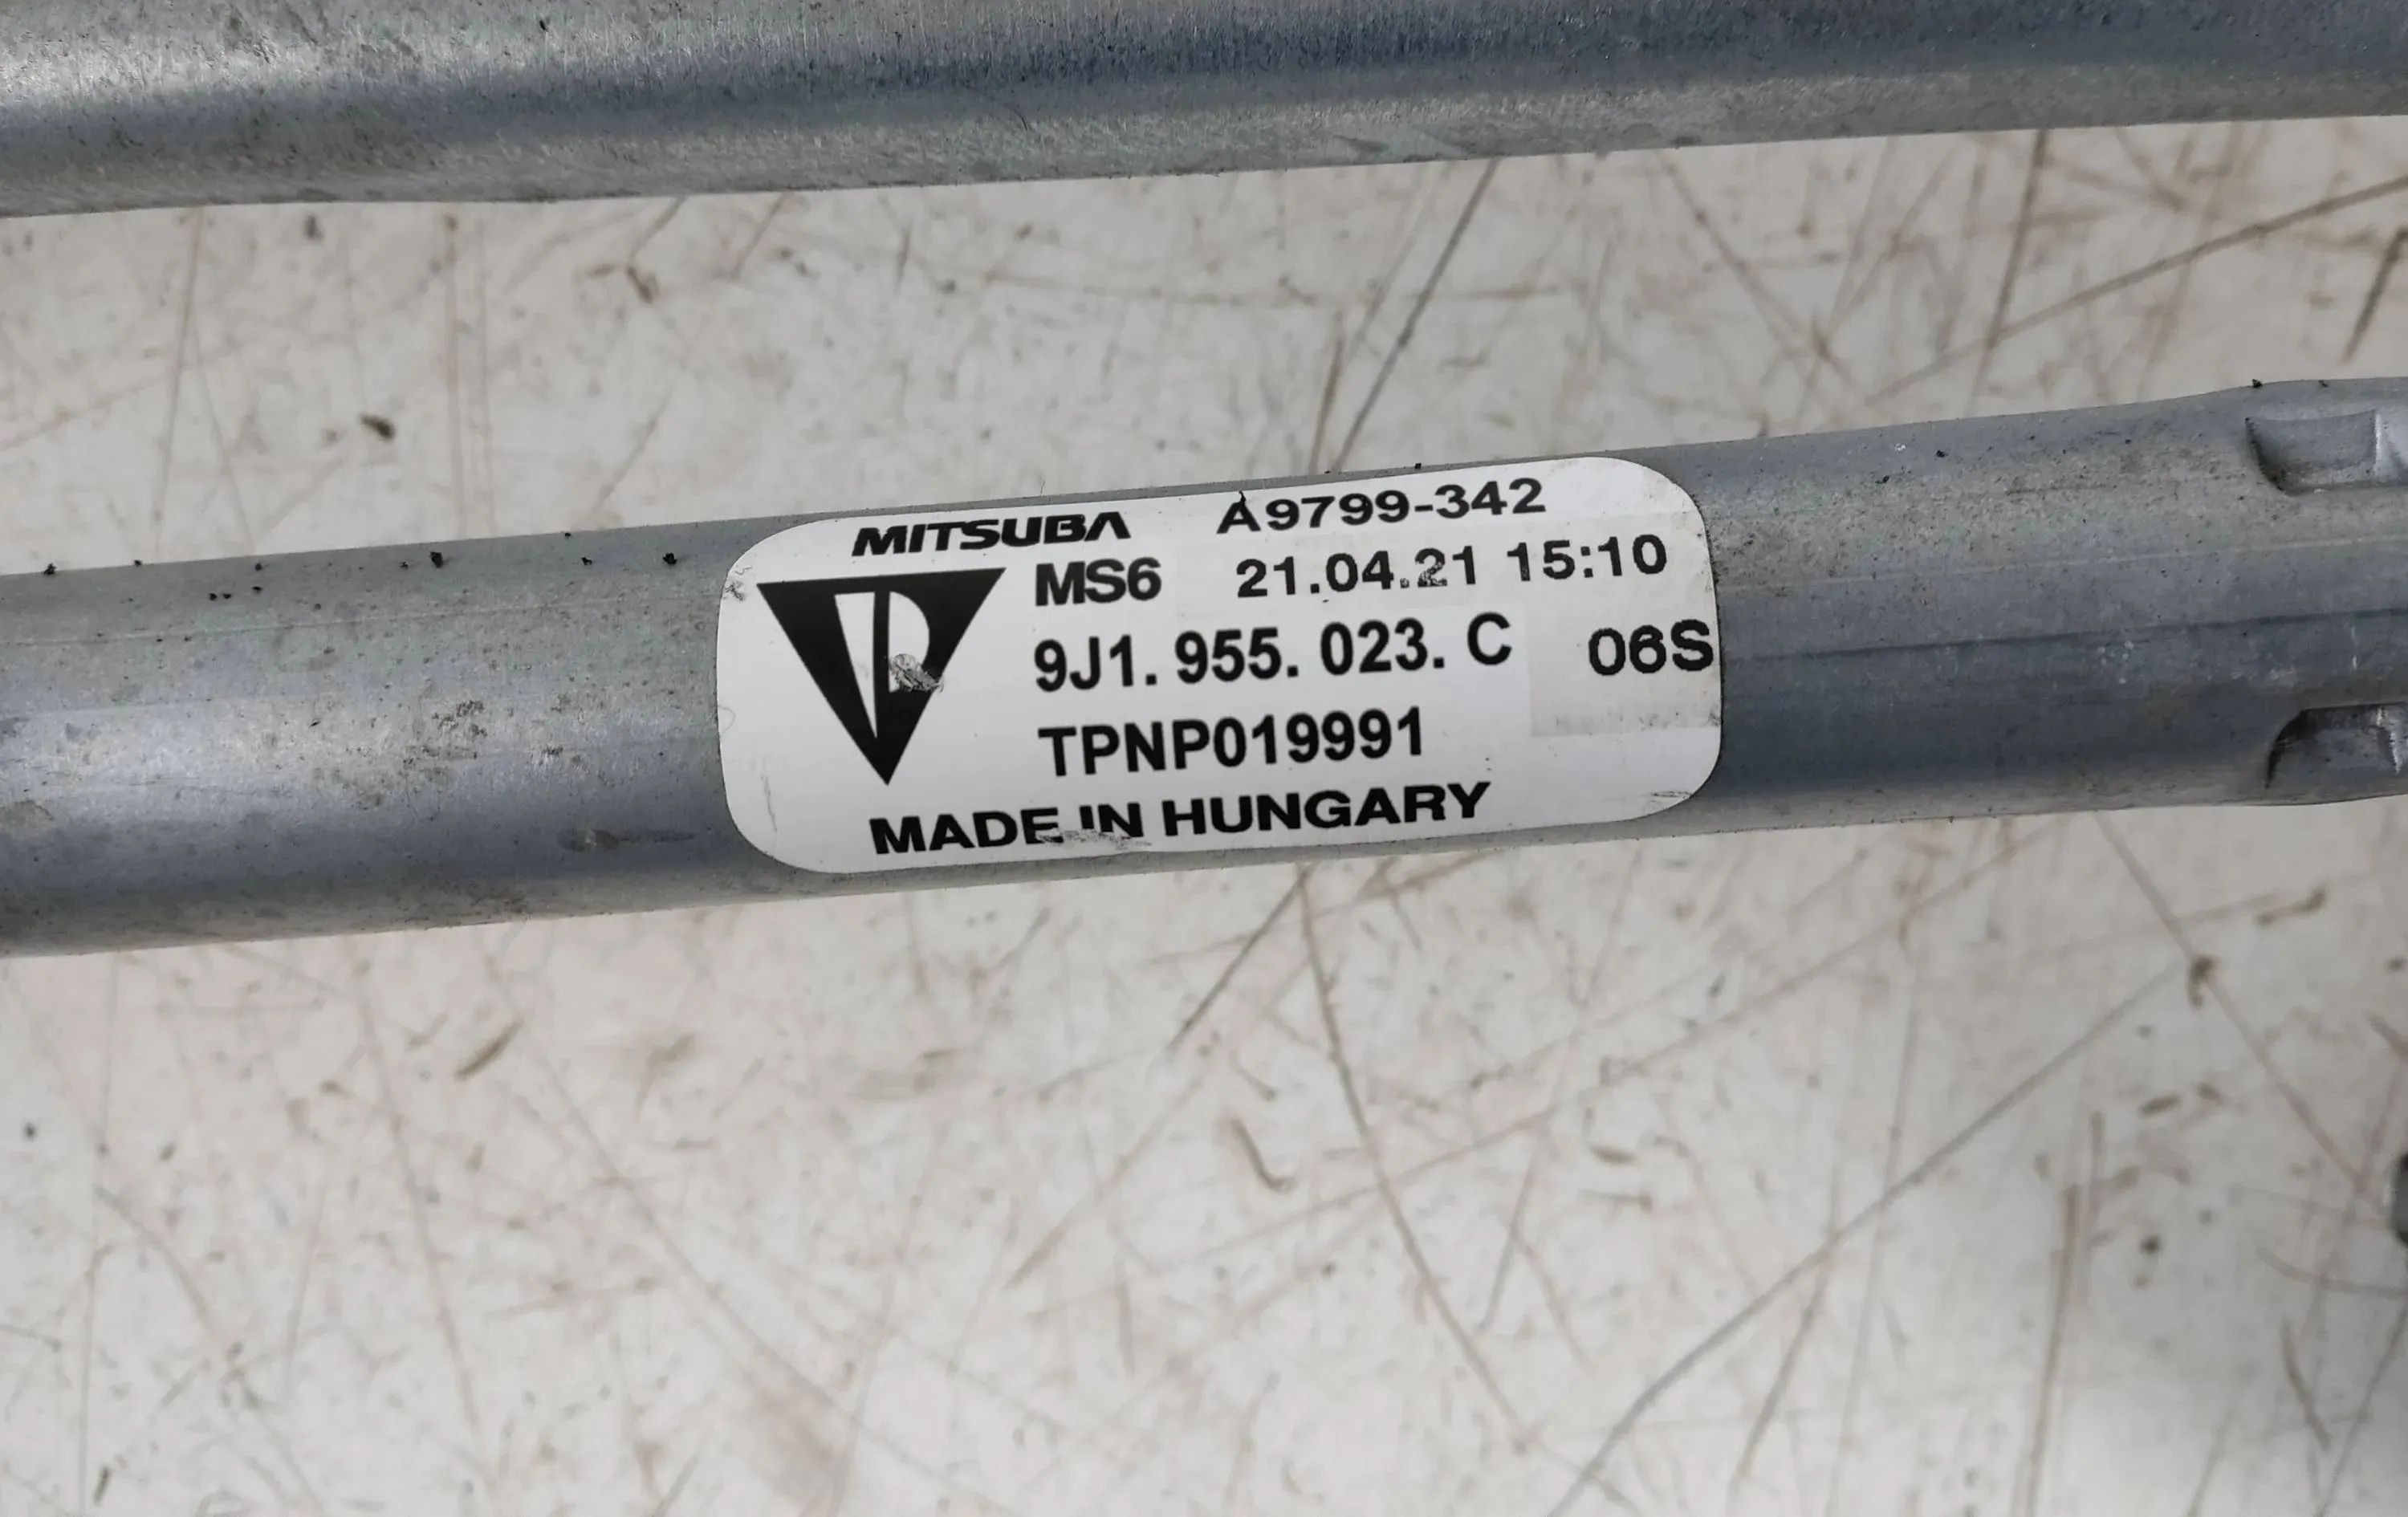 MITSUBA A9799-342
MS6 21.04.21 15:10
9J1. 955. 023. C 06S
TPNP019991
MADE IN HUNGARY